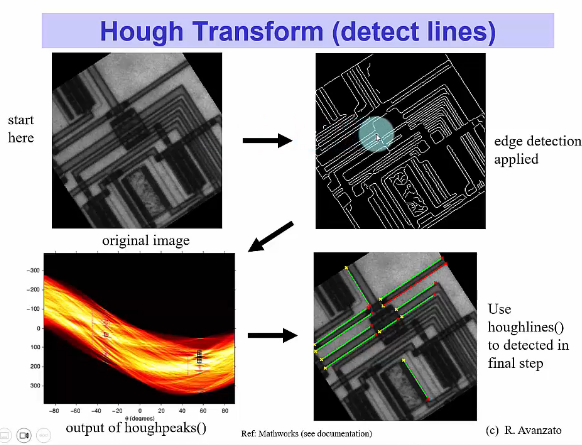 Hough Transform (detect lines)
start
here
edge detection
applied
original image
−300
−200
−100
0
100
200
300
−80
−60
−40
−20
0
20
40
60
80
θ (degrees)
output of houghpeaks()
Use
houghlines()
to detected in
final step
Ref: Mathworks (see documentation)
(c) R. Avanzato